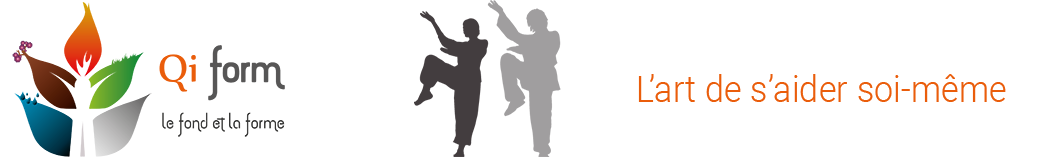 Qi form
le fond et la forme
L'art de s'aider soi-même